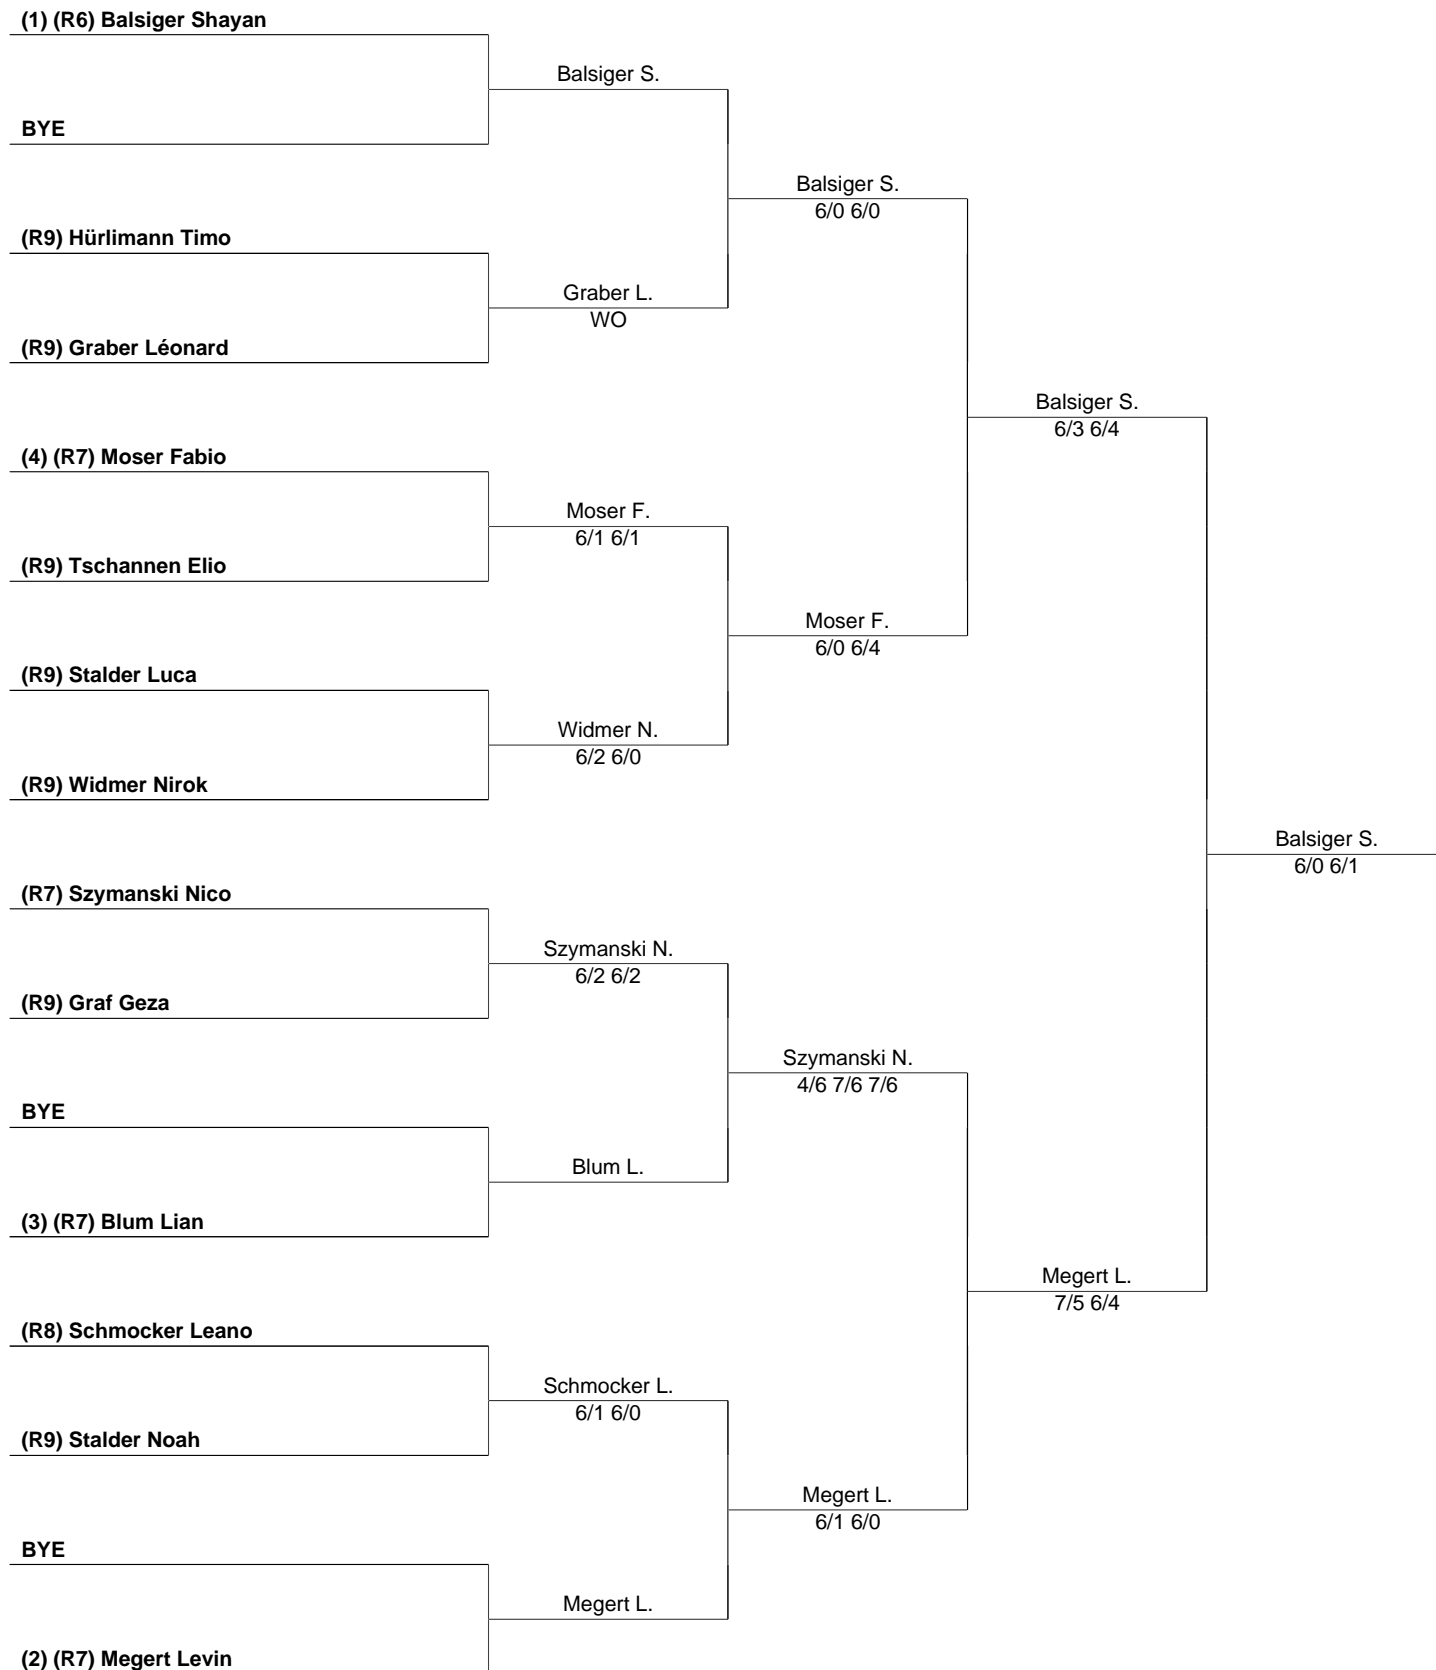 (1) (R6) Balsiger Shayan
Balsiger S.
BYE
Balsiger S.
6/0 6/0
(R9) Hürlimann Timo
Graber L.
WO
(R9) Graber Léonard
Balsiger S.
6/3 6/4
(4) (R7) Moser Fabio
Moser F.
6/1 6/1
(R9) Tschannen Elio
Moser F.
6/0 6/4
(R9) Stalder Luca
Widmer N.
6/2 6/0
(R9) Widmer Nirok
Balsiger S.
6/0 6/1
(R7) Szymanski Nico
Szymanski N.
6/2 6/2
(R9) Graf Geza
Szymanski N.
4/6 7/6 7/6
BYE
Blum L.
(3) (R7) Blum Lian
Megert L.
7/5 6/4
(R8) Schmocker Leano
Schmocker L.
6/1 6/0
(R9) Stalder Noah
Megert L.
6/1 6/0
BYE
Megert L.
(2) (R7) Megert Levin